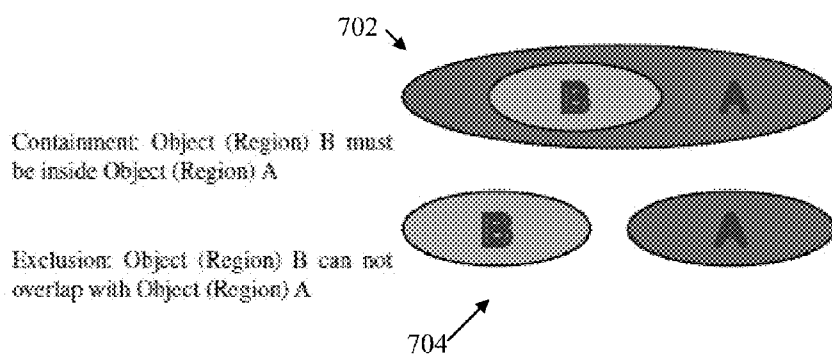 702
B A
Containment: Object (Region) B must
be inside Object (Region) A
B A
Exclusion: Object (Region) B can not
overlap with Object (Region) A
704